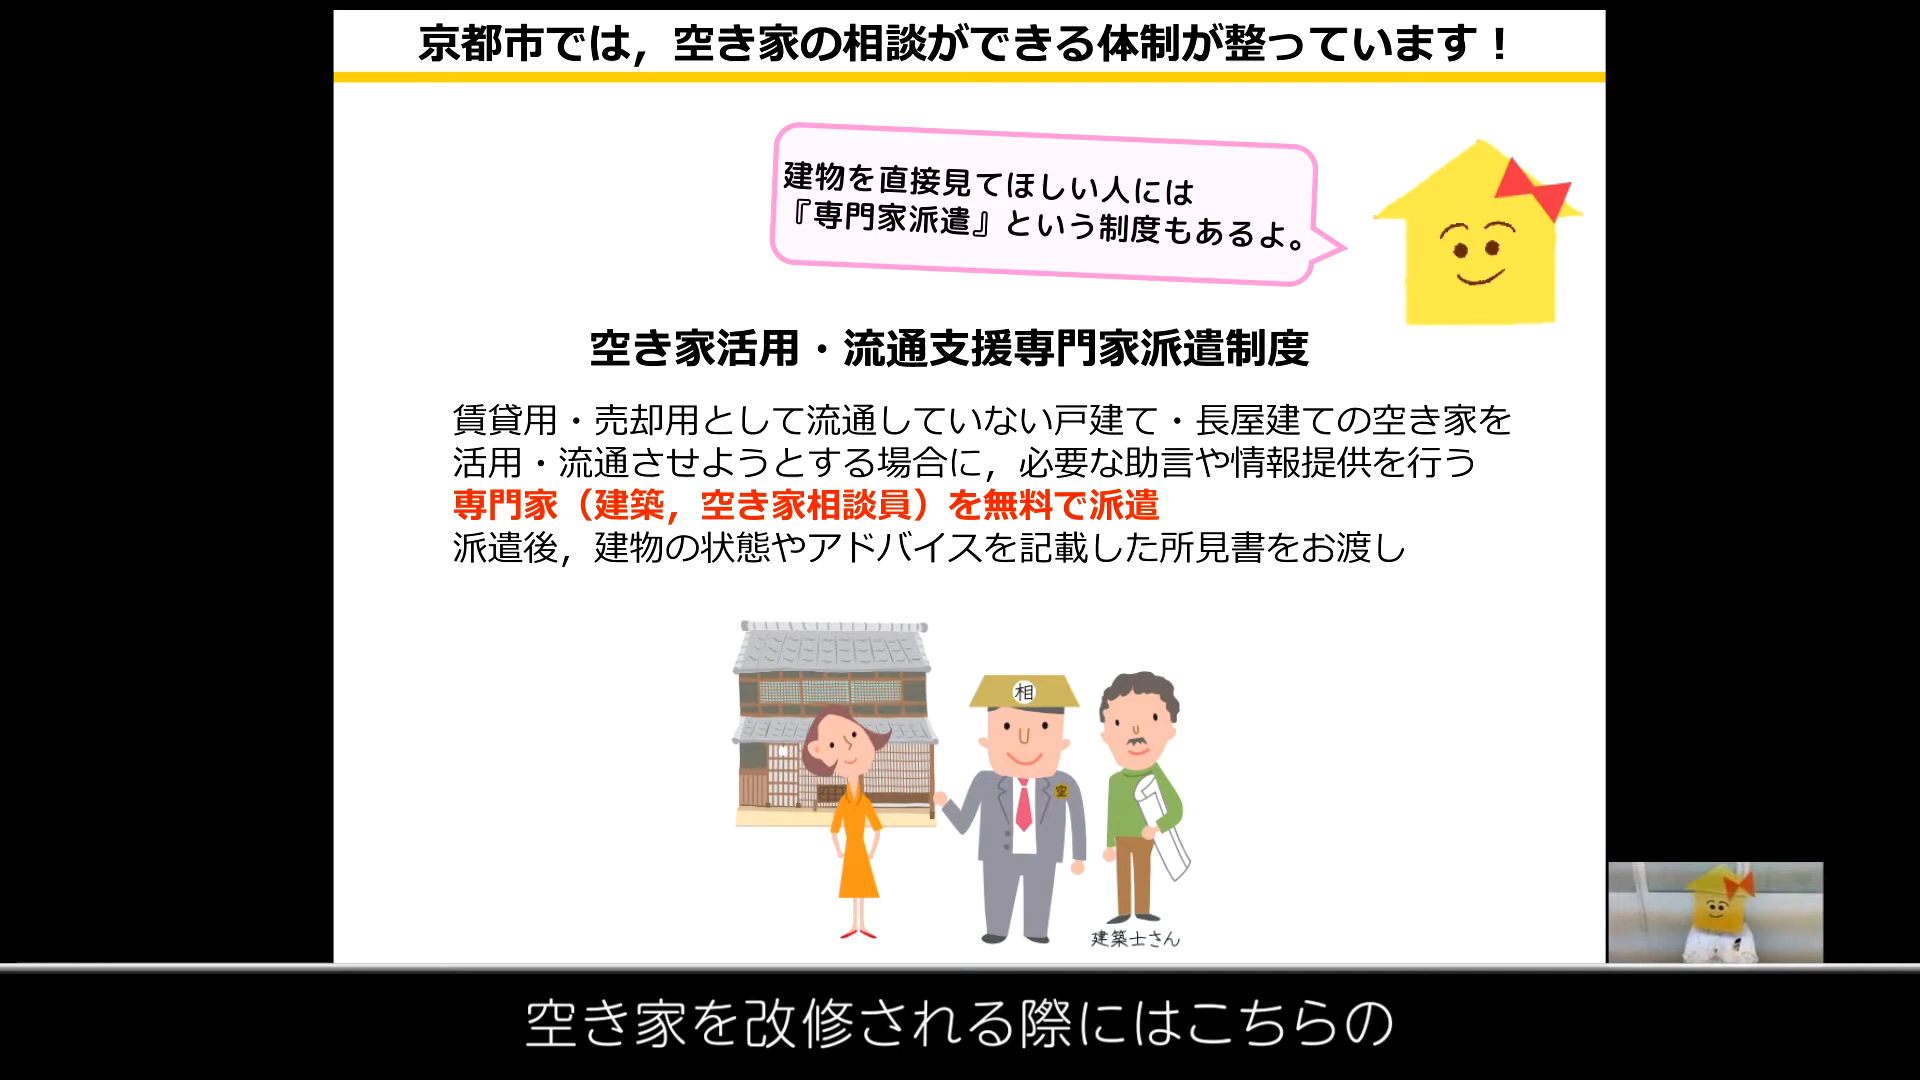 京都市では，空き家の相談ができる体制が整っています！
建物を直接見てほしい人には
『専門家派遣』という制度もあるよ。
空き家活用・流通支援専門家派遣制度
賃貸用・売却用として流通していない戸建て・長屋建ての空き家を
活用・流通させようとする場合に，必要な助言や情報提供を行う
専門家（建築，空き家相談員）を無料で派遣
派遣後，建物の状態やアドバイスを記載した所見書をお渡し
相
空
建築士さん
空き家を改修される際にはこちらの